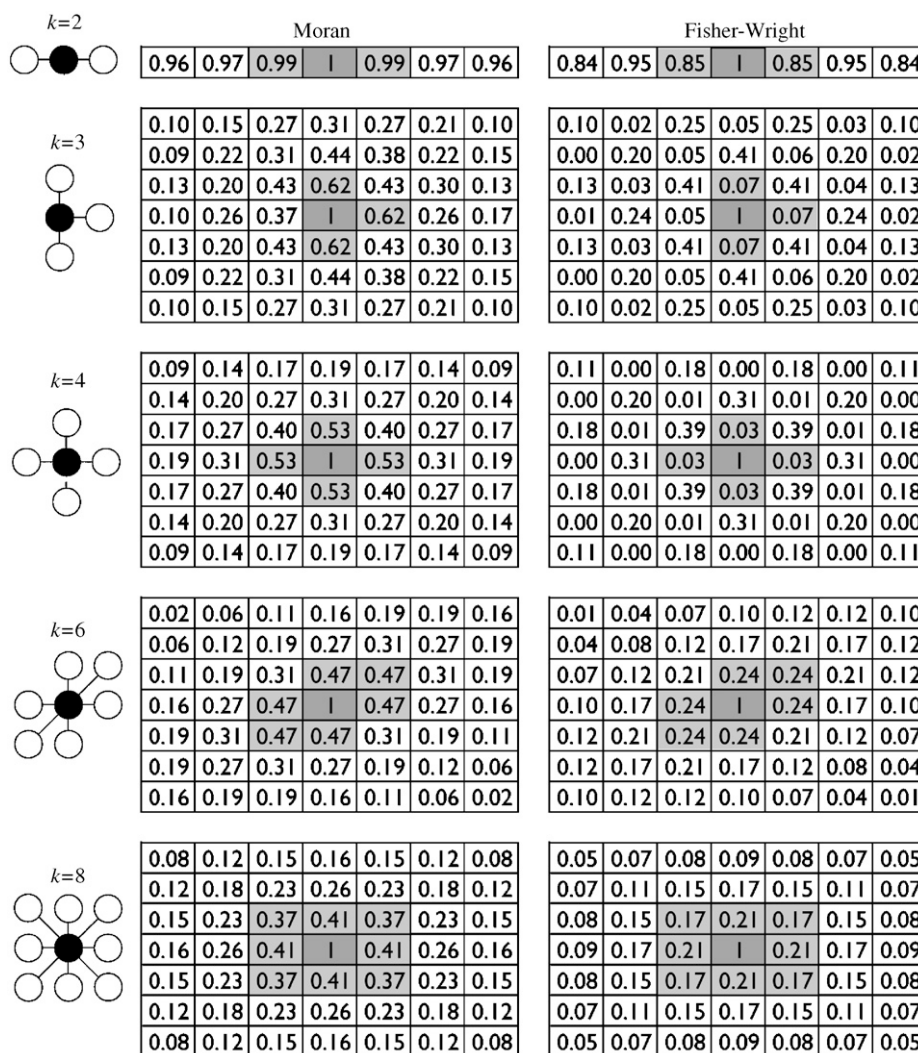 Moran Fisher-Wright
k=2
0.96 0.97 0.99 1 0.99 0.97 0.96 0.84 0.95 0.85 1 0.85 0.95 0.84
k=3
0.10 0.15 0.27 0.31 0.27 0.21 0.10 0.10 0.02 0.25 0.05 0.25 0.03 0.10
0.09 0.22 0.31 0.44 0.38 0.22 0.15 0.00 0.20 0.05 0.41 0.06 0.20 0.02
0.13 0.20 0.43 0.62 0.43 0.30 0.13 0.13 0.03 0.41 0.07 0.41 0.04 0.13
0.10 0.26 0.37 1 0.62 0.26 0.17 0.01 0.24 0.05 1 0.07 0.24 0.02
0.13 0.20 0.43 0.62 0.43 0.30 0.13 0.13 0.03 0.41 0.07 0.41 0.04 0.13
0.09 0.22 0.31 0.44 0.38 0.22 0.15 0.00 0.20 0.05 0.41 0.06 0.20 0.02
0.10 0.15 0.27 0.31 0.27 0.21 0.10 0.10 0.02 0.25 0.05 0.25 0.03 0.10
k=4
0.09 0.14 0.17 0.19 0.17 0.14 0.09 0.11 0.00 0.18 0.00 0.18 0.00 0.11
0.14 0.20 0.27 0.31 0.27 0.20 0.14 0.00 0.20 0.01 0.31 0.01 0.20 0.00
0.17 0.27 0.40 0.53 0.40 0.27 0.17 0.18 0.01 0.39 0.03 0.39 0.01 0.18
0.19 0.31 0.53 1 0.53 0.31 0.19 0.00 0.31 0.03 1 0.03 0.31 0.00
0.17 0.27 0.40 0.53 0.40 0.27 0.17 0.18 0.01 0.39 0.03 0.39 0.01 0.18
0.14 0.20 0.27 0.31 0.27 0.20 0.14 0.00 0.20 0.01 0.31 0.01 0.20 0.00
0.09 0.14 0.17 0.19 0.17 0.14 0.09 0.11 0.00 0.18 0.00 0.18 0.00 0.11
k=6
0.02 0.06 0.11 0.16 0.19 0.19 0.16 0.01 0.04 0.07 0.10 0.12 0.12 0.10
0.06 0.12 0.19 0.27 0.31 0.27 0.19 0.04 0.08 0.12 0.17 0.21 0.17 0.12
0.11 0.19 0.31 0.47 0.47 0.31 0.19 0.07 0.12 0.21 0.24 0.24 0.21 0.12
0.16 0.27 0.47 1 0.47 0.27 0.16 0.10 0.17 0.24 1 0.24 0.17 0.10
0.19 0.31 0.47 0.47 0.31 0.19 0.11 0.12 0.21 0.24 0.24 0.21 0.12 0.07
0.19 0.27 0.31 0.27 0.19 0.12 0.06 0.12 0.17 0.21 0.17 0.12 0.08 0.04
0.16 0.19 0.19 0.16 0.11 0.06 0.02 0.10 0.12 0.12 0.10 0.07 0.04 0.01
k=8
0.08 0.12 0.15 0.16 0.15 0.12 0.08 0.05 0.07 0.08 0.09 0.08 0.07 0.05
0.12 0.18 0.23 0.26 0.23 0.18 0.12 0.07 0.11 0.15 0.17 0.15 0.11 0.07
0.15 0.23 0.37 0.41 0.37 0.23 0.15 0.08 0.15 0.17 0.21 0.17 0.15 0.08
0.16 0.26 0.41 1 0.41 0.26 0.16 0.09 0.17 0.21 1 0.21 0.17 0.09
0.15 0.23 0.37 0.41 0.37 0.23 0.15 0.08 0.15 0.17 0.21 0.17 0.15 0.08
0.12 0.18 0.23 0.26 0.23 0.18 0.12 0.07 0.11 0.15 0.17 0.15 0.11 0.07
0.08 0.12 0.15 0.16 0.15 0.12 0.08 0.05 0.07 0.08 0.09 0.08 0.07 0.05